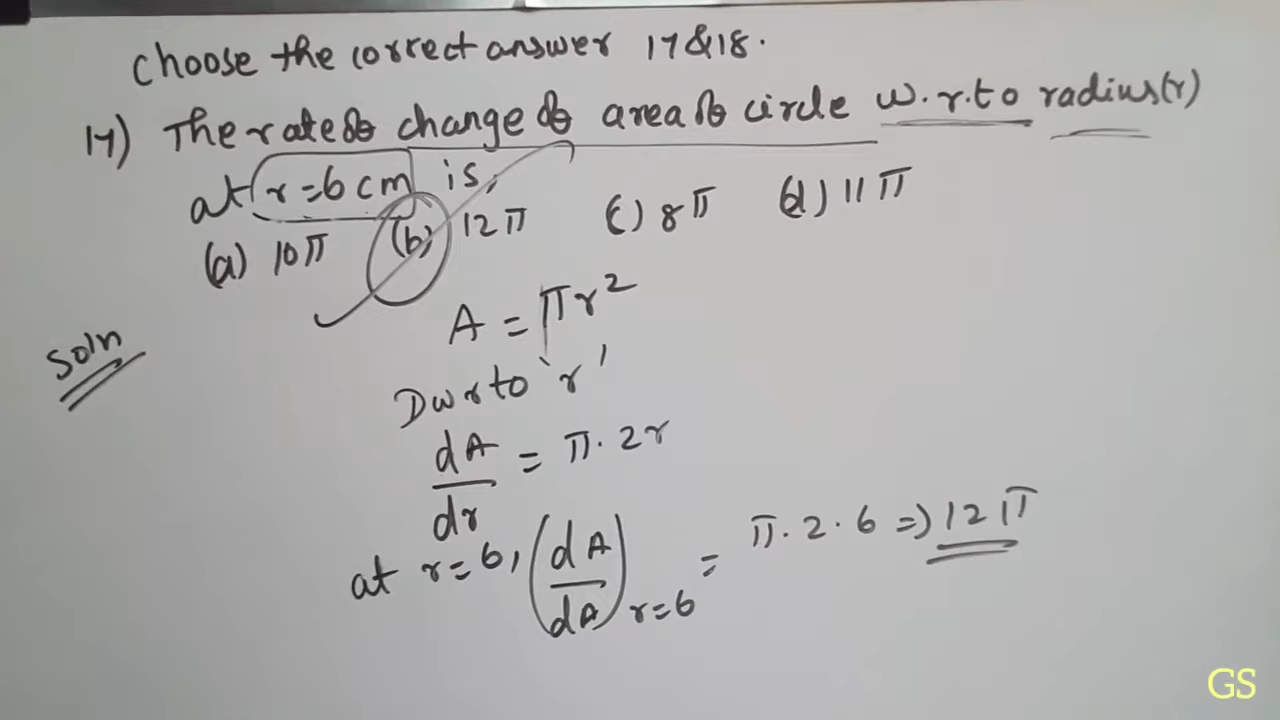 choose the correct answer 17 & 18.
17) The rate of change of area of circle w.r.to radius(r)
at r=6 cm is,
(a) 10π (b) 12π (c) 8π (d) 11π
Soln
A = πr²
Dwrto 'r'
dA/dr = π·2r
at r=6, (dA/dA)r=6 = π·2·6 ⇒ 12π
GS